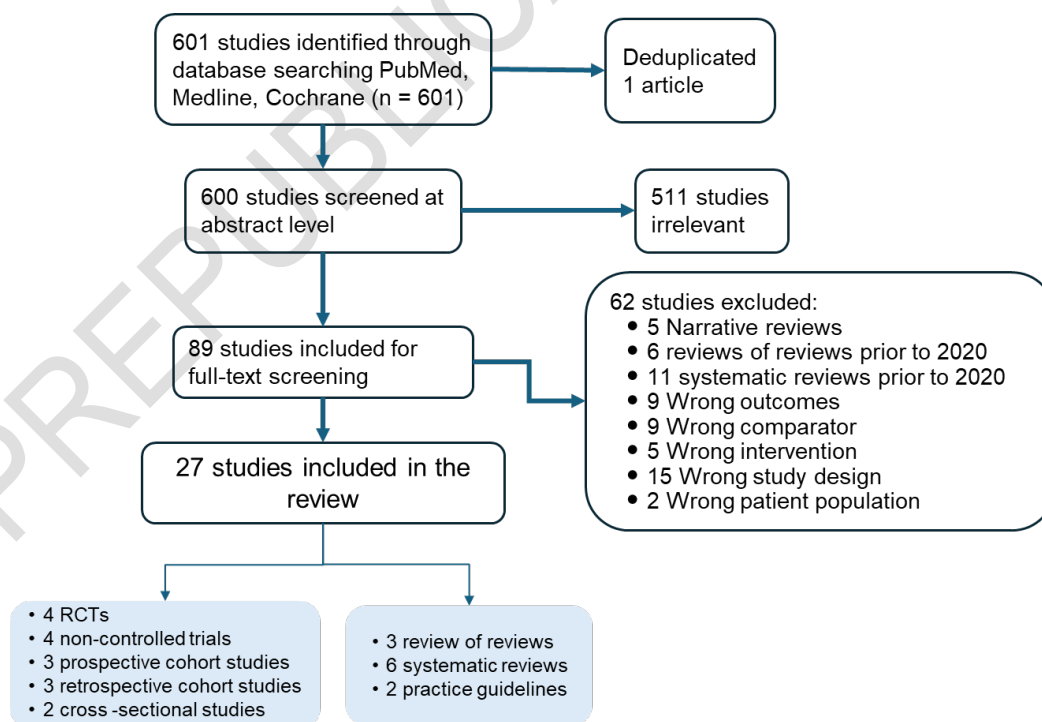 601 studies identified through
database searching PubMed,
Medline, Cochrane (n = 601)
Deduplicated
1 article
600 studies screened at
abstract level
511 studies
irrelevant
89 studies included for
full-text screening
62 studies excluded:
• 5 Narrative reviews
• 6 reviews of reviews prior to 2020
• 11 systematic reviews prior to 2020
• 9 Wrong outcomes
• 9 Wrong comparator
• 5 Wrong intervention
• 15 Wrong study design
• 2 Wrong patient population
27 studies included in the
review
• 4 RCTs
• 4 non-controlled trials
• 3 prospective cohort studies
• 3 retrospective cohort studies
• 2 cross -sectional studies
• 3 review of reviews
• 6 systematic reviews
• 2 practice guidelines